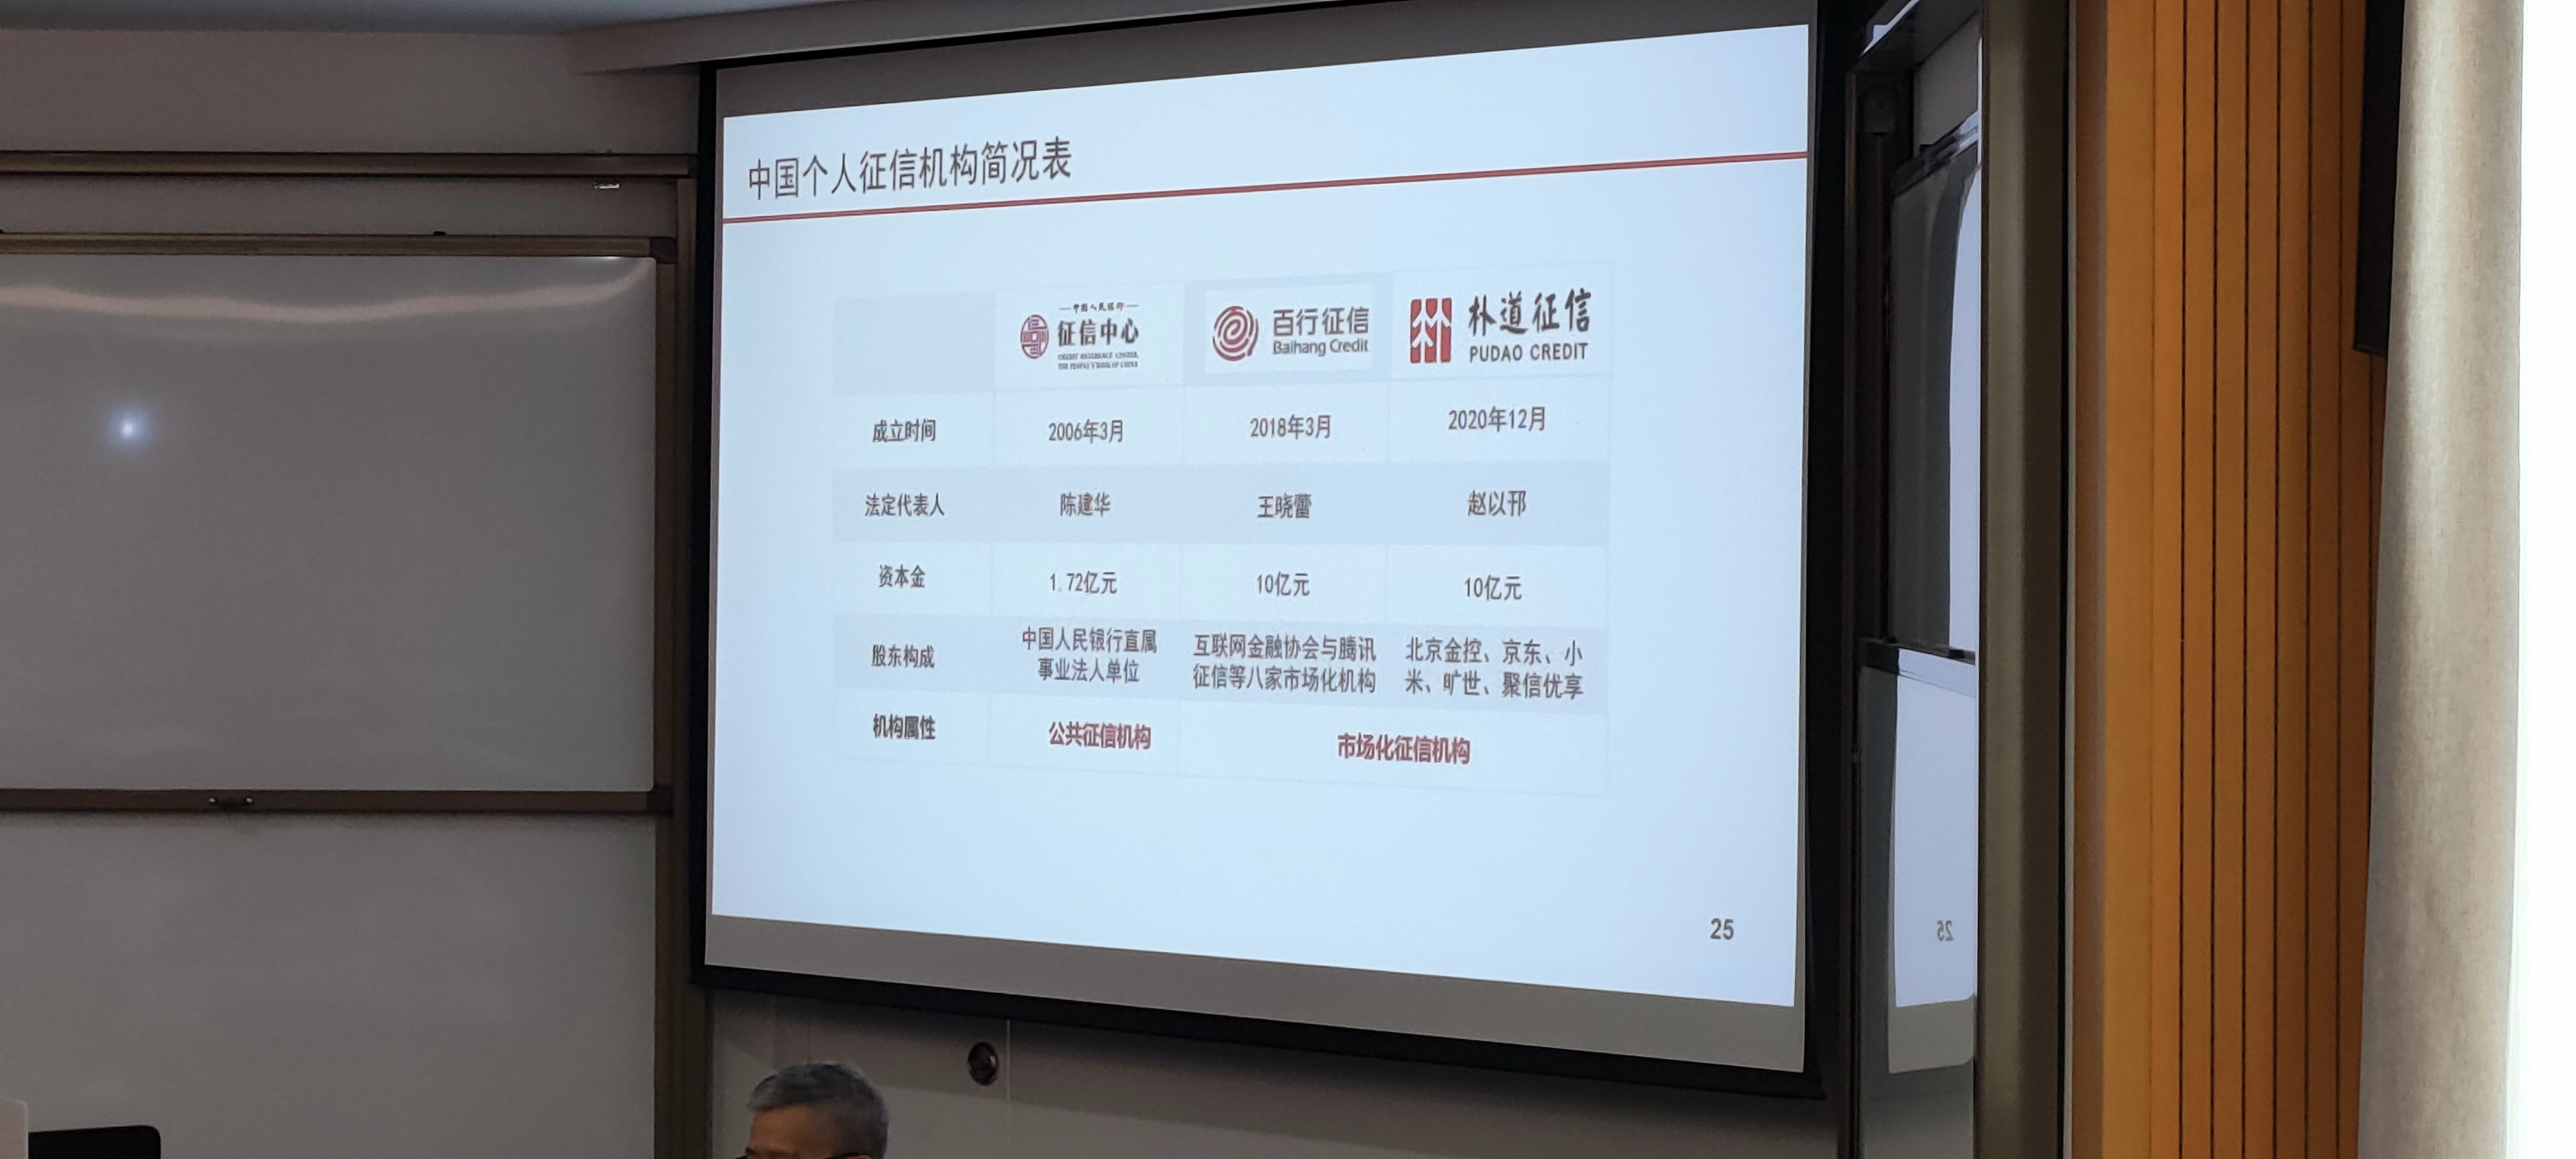 中国个人征信机构简况表
中国人民银行
征信中心
CREDIT REFERENCE CENTER,
THE PEOPLE'S BANK OF CHINA
百行征信
Baihang Credit
朴道征信
PUDAO CREDIT
成立时间 2006年3月 2018年3月 2020年12月
法定代表人 陈建华 王晓蕾 赵以邗
资本金 1.72亿元 10亿元 10亿元
股东构成
中国人民银行直属
事业法人单位
互联网金融协会与腾讯
征信等八家市场化机构
北京金控、京东、小
米、旷世、聚信优享
机构属性 公共征信机构 市场化征信机构
25
25